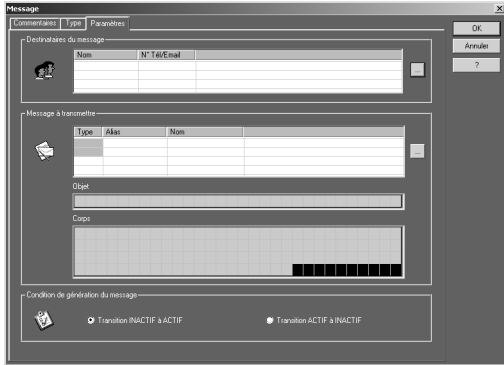 Message
Commentaires Type Paramètres
OK
Annuler
?
Destinataires du message
Nom N° Tél/Email
...
Message à transmettre
Type Alias Nom
...
Objet
Corps
Condition de génération du message
Transition INACTIF à ACTIF Transition ACTIF à INACTIF